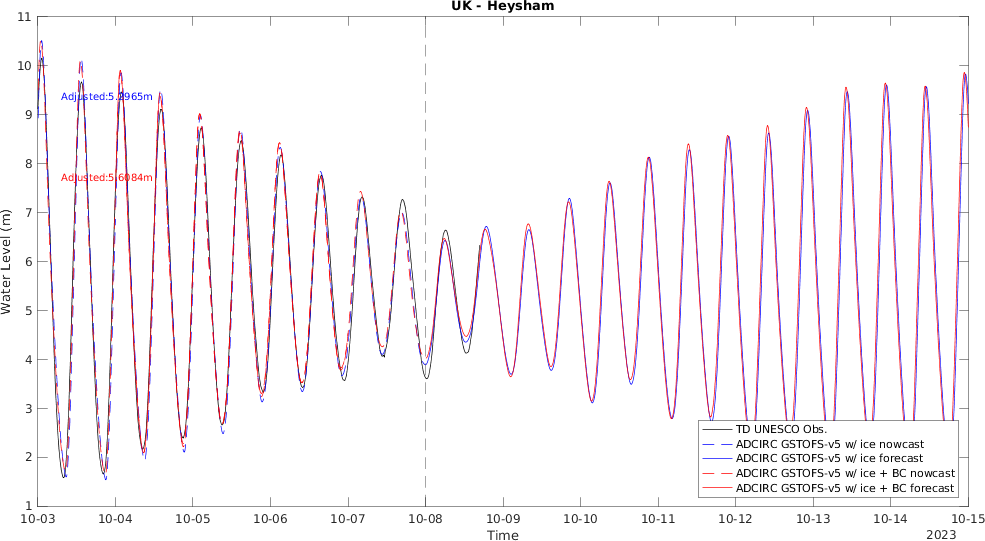 UK - Heysham
11
10
9
8
7
6
5
4
3
2
1
Water Level (m)
Adjusted:5.2965m
Adjusted:5.6084m
TD UNESCO Obs.
ADCIRC GSTOFS-v5 w/ ice nowcast
ADCIRC GSTOFS-v5 w/ ice forecast
ADCIRC GSTOFS-v5 w/ ice + BC nowcast
ADCIRC GSTOFS-v5 w/ ice + BC forecast
10-03 10-04 10-05 10-06 10-07 10-08 10-09 10-10 10-11 10-12 10-13 10-14 10-15
Time
2023